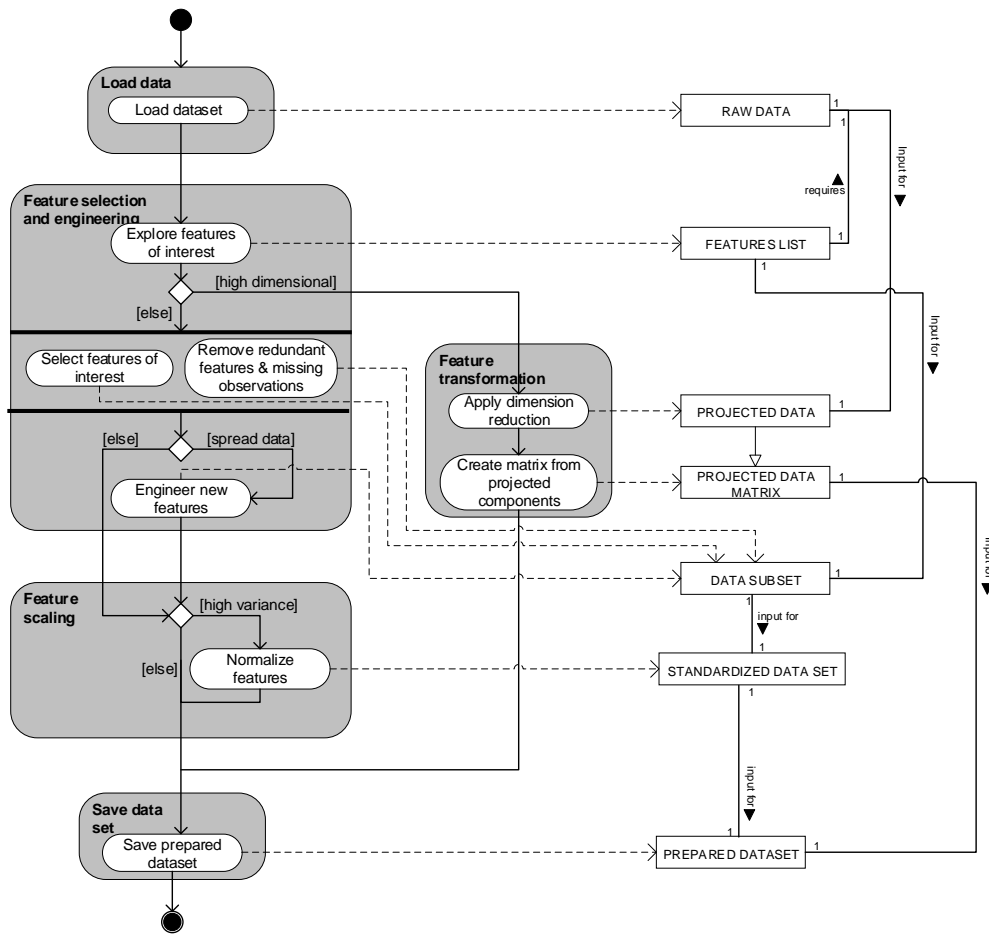 Load data
Load dataset
RAW DATA
1
1
Input for
requires
Feature selection
and engineering
Explore features
of interest
FEATURES LIST
1
1
[high dimensional]
[else]
Input for
Select features of
interest
Remove redundant
features & missing
observations
Feature
transformation
Apply dimension
reduction
PROJECTED DATA
1
[else]
[spread data]
Create matrix from
projected
components
PROJECTED DATA
MATRIX
1
Engineer new
features
Input for
DATA SUBSET
1
1
Feature
scaling
[high variance]
input for
1
[else]
Normalize
features
STANDARDIZED DATA SET
1
input for
Save data
set
Save prepared
dataset
1
PREPARED DATASET
1